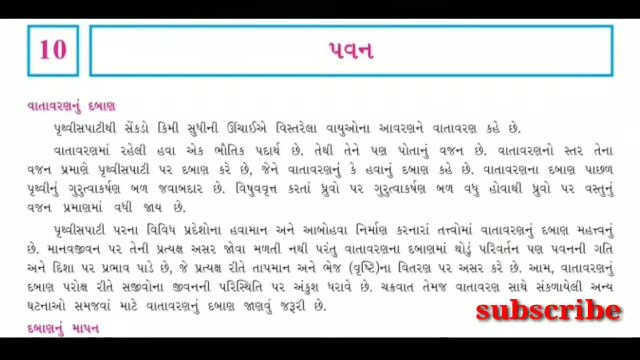 10
પવન
વાતાવરણનું દબાણ
પૃથ્વીસપાટીથી સેંકડો કિમી સુધીની ઊંચાઈએ વિસ્તરેલા વાયુઓના આવરણને વાતાવરણ કહે છે.
વાતાવરણમાં રહેલી હવા એક ભૌતિક પદાર્થ છે. તેથી તેને પણ પોતાનું વજન છે. વાતાવરણનો સ્તર તેના
વજન પ્રમાણે પૃથ્વીસપાટી પર દબાણ કરે છે, જેને વાતાવરણનું કે હવાનું દબાણ કહે છે. વાતાવરણના દબાણ પાછળ
પૃથ્વીનું ગુરુત્વાકર્ષણ બળ જવાબદાર છે. વિષુવવૃત્ત કરતાં ધ્રુવો પર ગુરુત્વાકર્ષણ બળ વધુ હોવાથી ધ્રુવો પર વસ્તુનું
વજન પ્રમાણમાં વધી જાય છે.
પૃથ્વીસપાટી પરના વિવિધ પ્રદેશોના હવામાન અને આબોહવા નિર્માણ કરનારાં તત્ત્વોમાં વાતાવરણનું દબાણ મહત્ત્વનું
છે. માનવજીવન પર તેની પ્રત્યક્ષ અસર જોવા મળતી નથી પરંતુ વાતાવરણના દબાણમાં થોડું પરિવર્તન પણ પવનની ગતિ
અને દિશા પર પ્રભાવ પાડે છે, જે પ્રત્યક્ષ રીતે તાપમાન અને ભેજ (વૃષ્ટિ)ના વિતરણ પર અસર કરે છે. આમ, વાતાવરણનું
દબાણ પરોક્ષ રીતે સજીવોના જીવનની પરિસ્થિતિ પર અંકુશ ધરાવે છે. ચક્રવાત તેમજ વાતાવરણ સાથે સંકળાયેલી અન્ય
ઘટનાઓ સમજવા માટે વાતાવરણનું દબાણ જાણવું જરૂરી છે.
subscribe
દબાણનું માપન